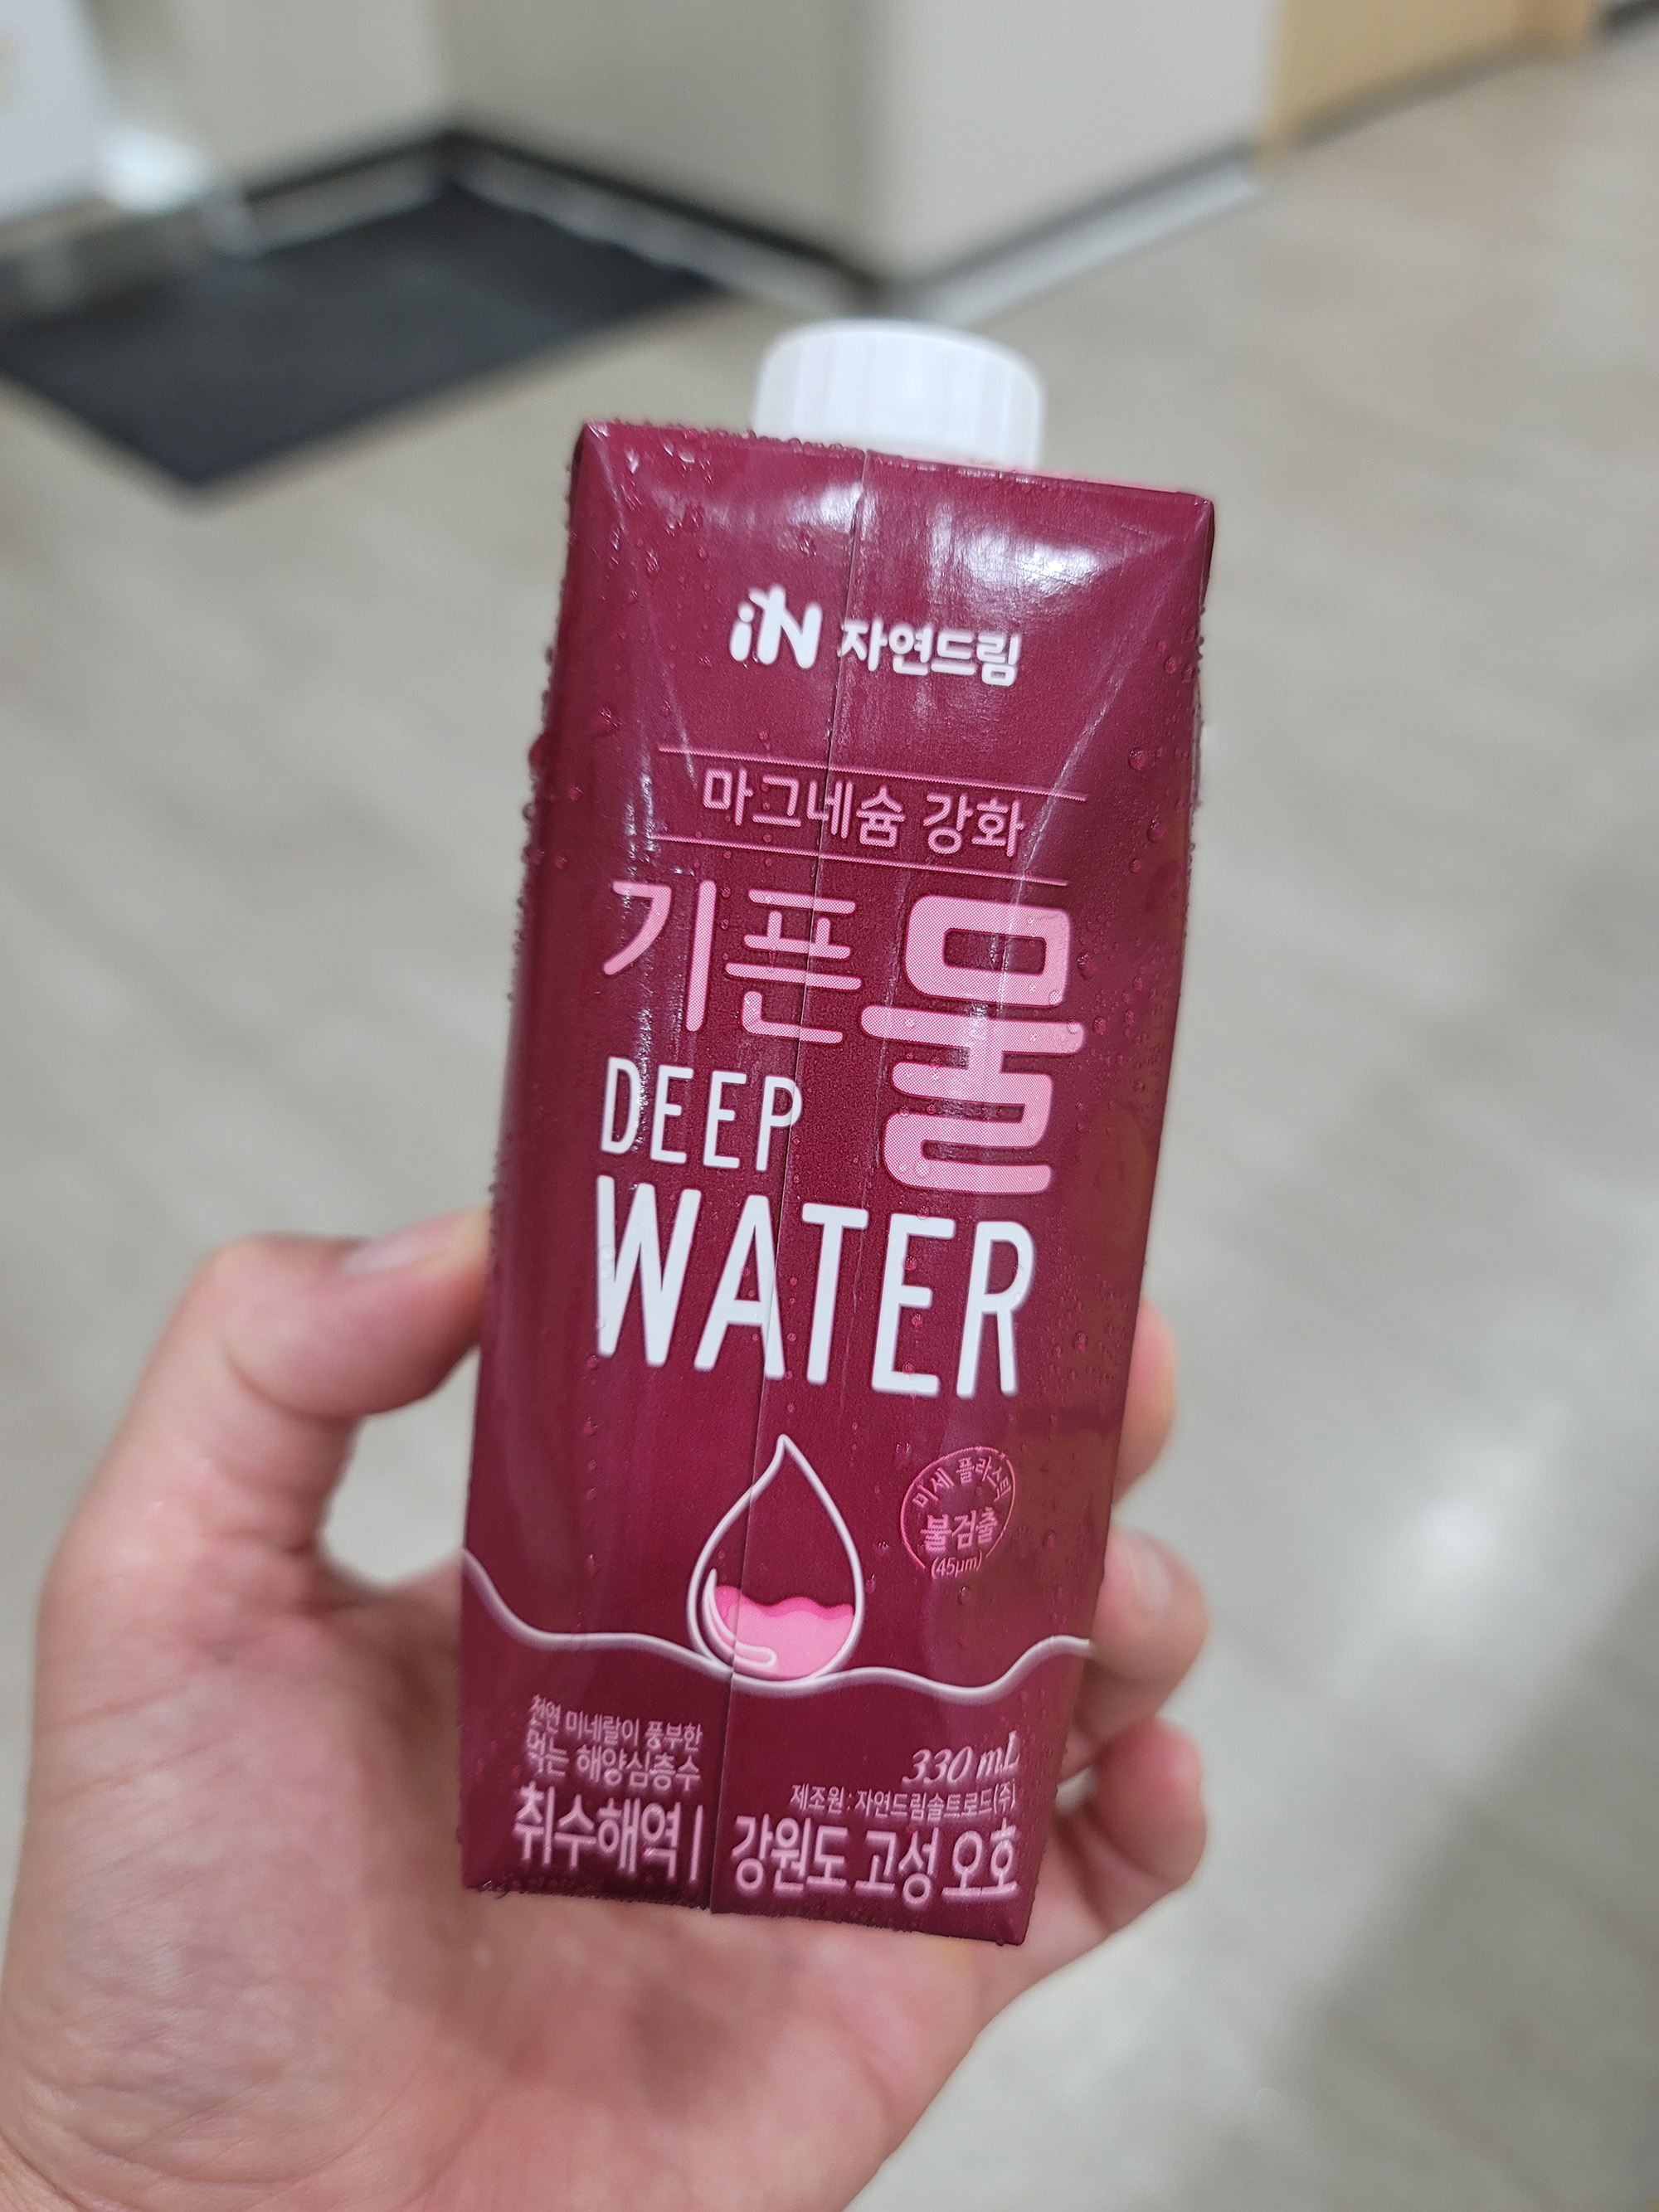 iN 자연드림
마그네슘 강화
기픈물
DEEP
WATER
미세 플라스틱
불검출
(45μm)
천연 미네랄이 풍부한
먹는 해양심층수
취수해역 |
330 mL
제조원 : 자연드림솔트로드(주)
강원도 고성 오호